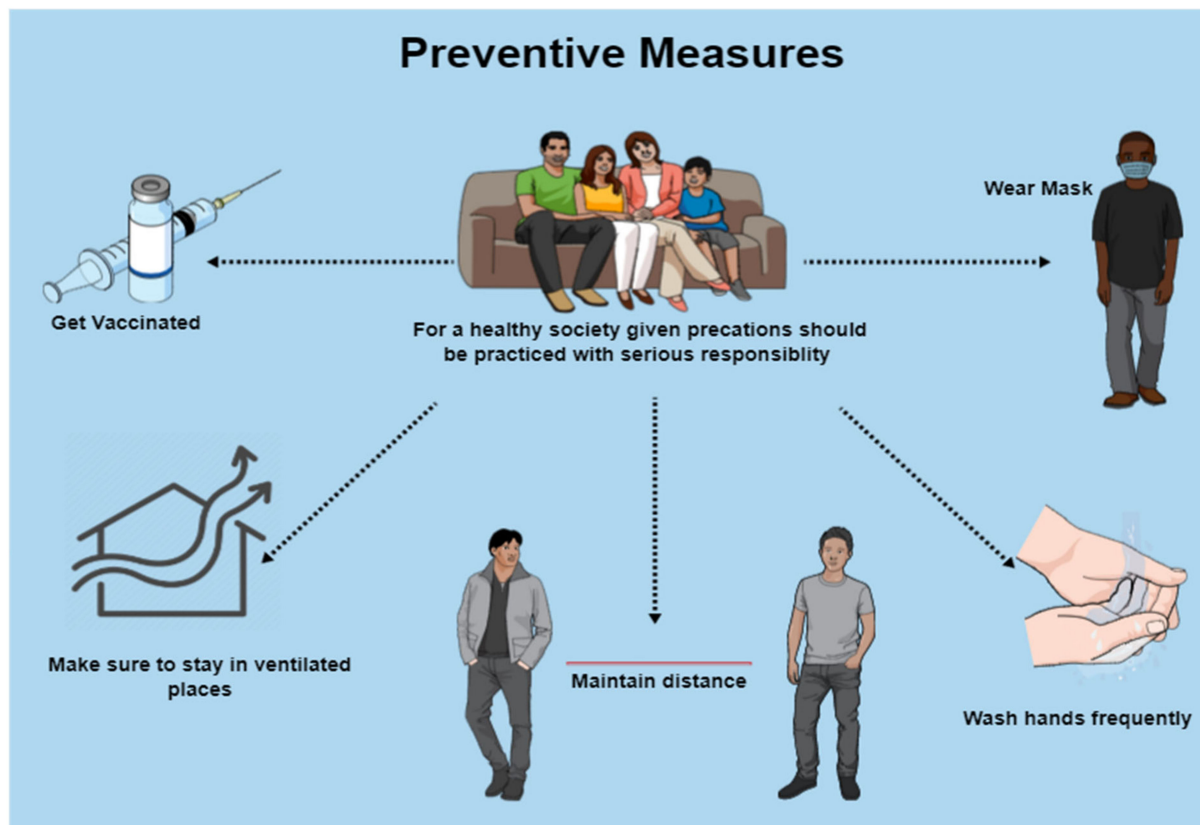 Preventive Measures
Wear Mask
Get Vaccinated
For a healthy society given precations should
be practiced with serious responsiblity
Make sure to stay in ventilated
places
Maintain distance
Wash hands frequently